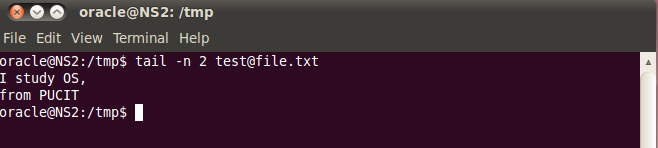 oracle@NS2: /tmp
File Edit View Terminal Help
oracle@NS2:/tmp$ tail -n 2 test@file.txt
I study OS,
from PUCIT
oracle@NS2:/tmp$